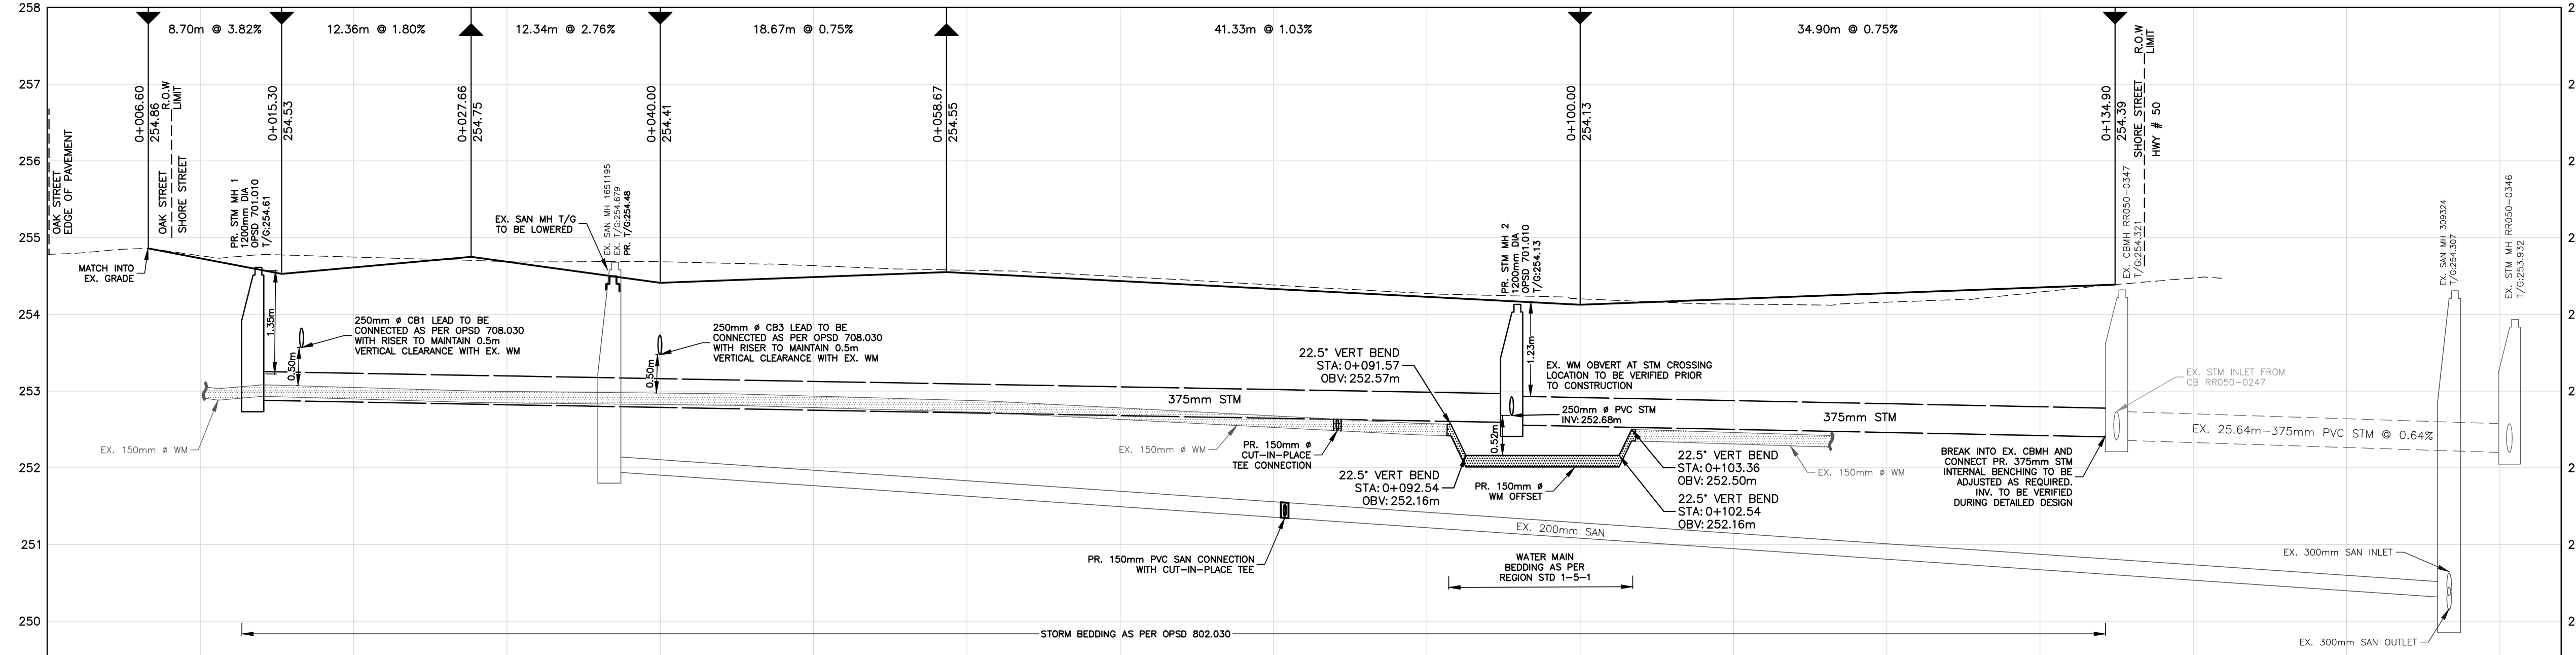 258
257
256
255
254
253
252
251
250
8.70m @ 3.82%
12.36m @ 1.80%
12.34m @ 2.76%
18.67m @ 0.75%
41.33m @ 1.03%
34.90m @ 0.75%
OAK STREET
EDGE OF PAVEMENT
0+006.60
254.86
OAK STREET
SHORE STREET
R.O.W
LIMIT
0+015.30
254.53
0+027.66
254.75
0+040.00
254.41
0+058.67
254.55
0+100.00
254.13
0+134.90
254.39
SHORE STREET
HWY # 50
R.O.W
LIMIT
MATCH INTO
EX. GRADE
PR. STM MH 1
1200mm DIA
OPSD 701.010
T/G:254.61
1.35m
EX. SAN MH T/G
TO BE LOWERED
EX. SAN MH 1651195
EX. T/G:254.679
PR. T/G:254.48
250mm ø CB1 LEAD TO BE
CONNECTED AS PER OPSD 708.030
WITH RISER TO MAINTAIN 0.5m
VERTICAL CLEARANCE WITH EX. WM
0.50m
250mm ø CB3 LEAD TO BE
CONNECTED AS PER OPSD 708.030
WITH RISER TO MAINTAIN 0.5m
VERTICAL CLEARANCE WITH EX. WM
0.50m
EX. 150mm ø WM
375mm STM
EX. 150mm ø WM
PR. 150mm ø
CUT-IN-PLACE
TEE CONNECTION
22.5° VERT BEND
STA: 0+091.57
OBV: 252.57m
22.5° VERT BEND
STA: 0+092.54
OBV: 252.16m
PR. STM MH 2
1200mm DIA
OPSD 701.010
T/G:254.13
1.23m
EX. WM OBVERT AT STM CROSSING
LOCATION TO BE VERIFIED PRIOR
TO CONSTRUCTION
250mm ø PVC STM
INV: 252.68m
0.52m
PR. 150mm ø
WM OFFSET
22.5° VERT BEND
STA: 0+103.36
OBV: 252.50m
22.5° VERT BEND
STA: 0+102.54
OBV: 252.16m
375mm STM
EX. 150mm ø WM
BREAK INTO EX. CBMH AND
CONNECT PR. 375mm STM
INTERNAL BENCHING TO BE
ADJUSTED AS REQUIRED.
INV. TO BE VERIFIED
DURING DETAILED DESIGN
EX. CBMH RR050-0347
T/G:254.321
EX. STM INLET FROM
CB RR050-0247
EX. 25.64m-375mm PVC STM @ 0.64%
EX. SAN MH 309324
T/G:254.307
EX. STM MH RR050-0346
T/G:253.932
EX. 200mm SAN
PR. 150mm PVC SAN CONNECTION
WITH CUT-IN-PLACE TEE
WATER MAIN
BEDDING AS PER
REGION STD 1-5-1
EX. 300mm SAN INLET
EX. 300mm SAN OUTLET
STORM BEDDING AS PER OPSD 802.030
2
2
2
2
2
2
2
2
2